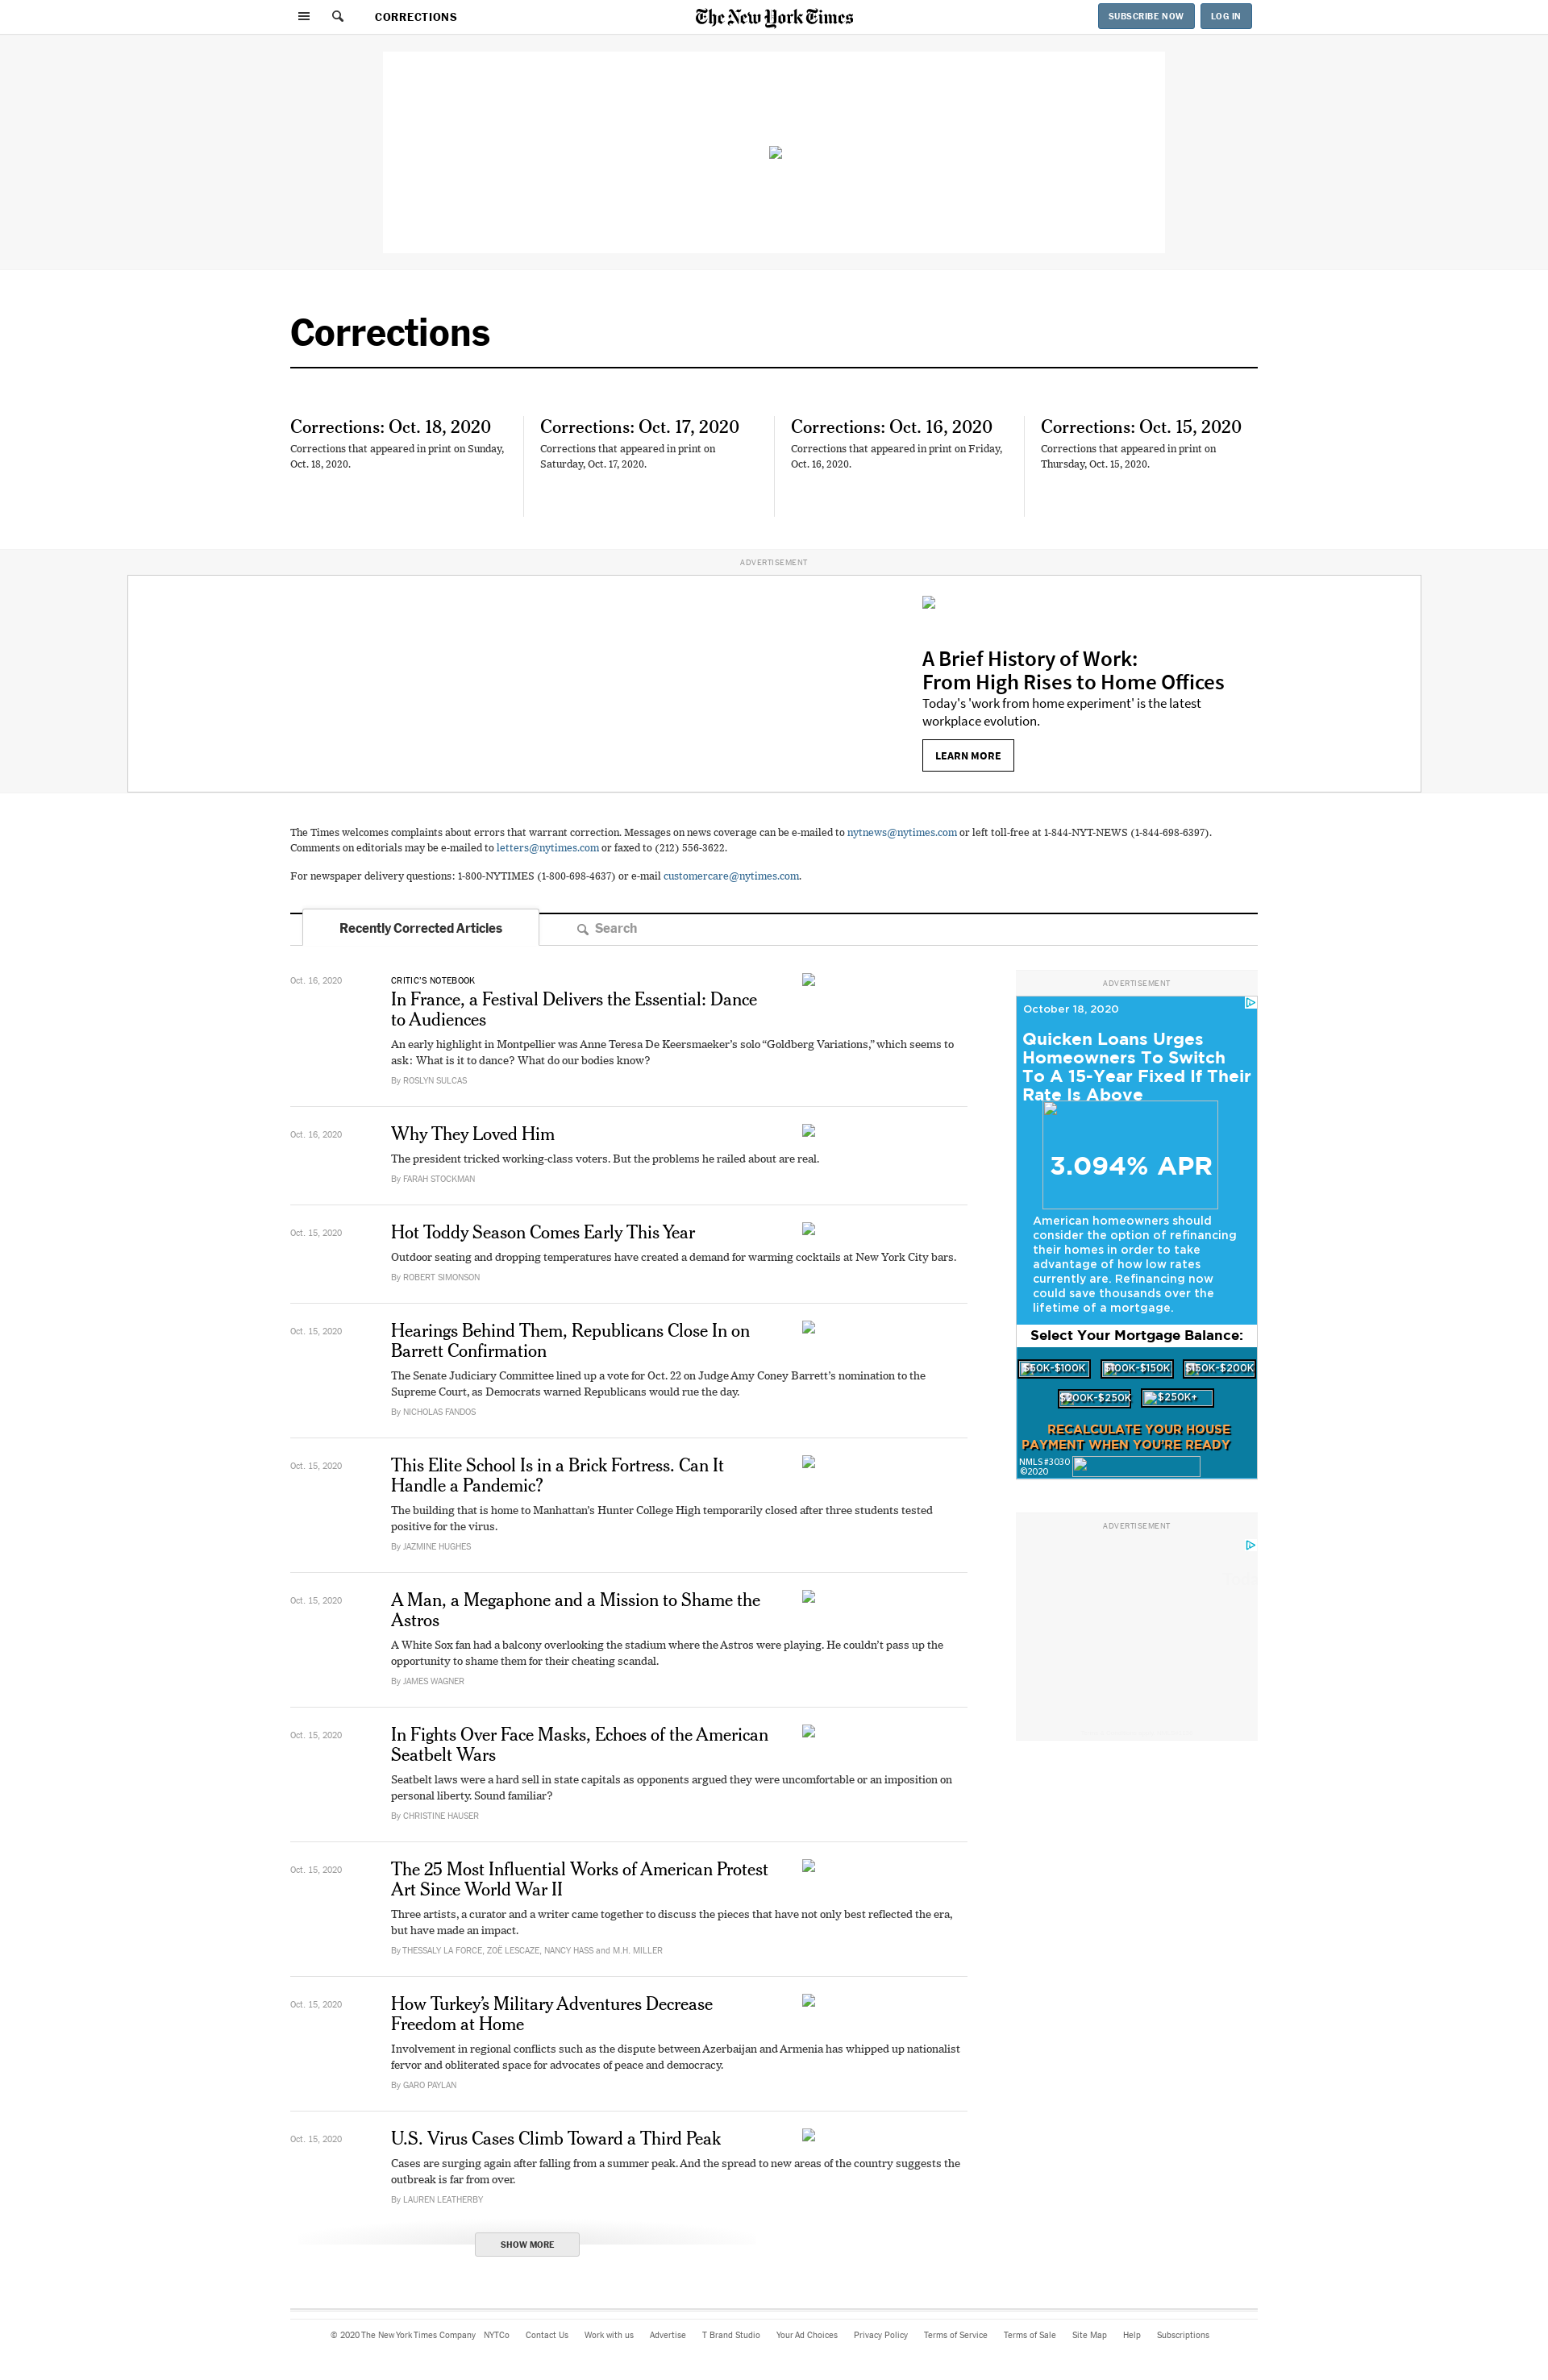 CORRECTIONS
The New York Times
SUBSCRIBE NOW
LOG IN
Corrections
Corrections: Oct. 18, 2020
Corrections that appeared in print on Sunday,
Oct. 18, 2020.
Corrections: Oct. 17, 2020
Corrections that appeared in print on
Saturday, Oct. 17, 2020.
Corrections: Oct. 16, 2020
Corrections that appeared in print on Friday,
Oct. 16, 2020.
Corrections: Oct. 15, 2020
Corrections that appeared in print on
Thursday, Oct. 15, 2020.
ADVERTISEMENT
A Brief History of Work:
From High Rises to Home Offices
Today's 'work from home experiment' is the latest
workplace evolution.
LEARN MORE
The Times welcomes complaints about errors that warrant correction. Messages on news coverage can be e-mailed to nytnews@nytimes.com or left toll-free at 1-844-NYT-NEWS (1-844-698-6397).
Comments on editorials may be e-mailed to letters@nytimes.com or faxed to (212) 556-3622.
For newspaper delivery questions: 1-800-NYTIMES (1-800-698-4637) or e-mail customercare@nytimes.com.
Recently Corrected Articles
Search
Oct. 16, 2020
CRITIC'S NOTEBOOK
In France, a Festival Delivers the Essential: Dance
to Audiences
An early highlight in Montpellier was Anne Teresa De Keersmaeker’s solo “Goldberg Variations,” which seems to
ask: What is it to dance? What do our bodies know?
By ROSLYN SULCAS
Oct. 16, 2020
Why They Loved Him
The president tricked working-class voters. But the problems he railed about are real.
By FARAH STOCKMAN
Oct. 15, 2020
Hot Toddy Season Comes Early This Year
Outdoor seating and dropping temperatures have created a demand for warming cocktails at New York City bars.
By ROBERT SIMONSON
Oct. 15, 2020
Hearings Behind Them, Republicans Close In on
Barrett Confirmation
The Senate Judiciary Committee lined up a vote for Oct. 22 on Judge Amy Coney Barrett’s nomination to the
Supreme Court, as Democrats warned Republicans would rue the day.
By NICHOLAS FANDOS
Oct. 15, 2020
This Elite School Is in a Brick Fortress. Can It
Handle a Pandemic?
The building that is home to Manhattan’s Hunter College High temporarily closed after three students tested
positive for the virus.
By JAZMINE HUGHES
Oct. 15, 2020
A Man, a Megaphone and a Mission to Shame the
Astros
A White Sox fan had a balcony overlooking the stadium where the Astros were playing. He couldn’t pass up the
opportunity to shame them for their cheating scandal.
By JAMES WAGNER
Oct. 15, 2020
In Fights Over Face Masks, Echoes of the American
Seatbelt Wars
Seatbelt laws were a hard sell in state capitals as opponents argued they were uncomfortable or an imposition on
personal liberty. Sound familiar?
By CHRISTINE HAUSER
Oct. 15, 2020
The 25 Most Influential Works of American Protest
Art Since World War II
Three artists, a curator and a writer came together to discuss the pieces that have not only best reflected the era,
but have made an impact.
By THESSALY LA FORCE, ZOË LESCAZE, NANCY HASS and M.H. MILLER
Oct. 15, 2020
How Turkey’s Military Adventures Decrease
Freedom at Home
Involvement in regional conflicts such as the dispute between Azerbaijan and Armenia has whipped up nationalist
fervor and obliterated space for advocates of peace and democracy.
By GARO PAYLAN
Oct. 15, 2020
U.S. Virus Cases Climb Toward a Third Peak
Cases are surging again after falling from a summer peak. And the spread to new areas of the country suggests the
outbreak is far from over.
By LAUREN LEATHERBY
SHOW MORE
ADVERTISEMENT
October 18, 2020
Quicken Loans Urges
Homeowners To Switch
To A 15-Year Fixed If Their
Rate Is Above
3.094% APR
American homeowners should
consider the option of refinancing
their homes in order to take
advantage of how low rates
currently are. Refinancing now
could save thousands over the
lifetime of a mortgage.
Select Your Mortgage Balance:
$50K-$100K
$100K-$150K
$150K-$200K
$200K-$250K
$250K+
RECALCULATE YOUR HOUSE
PAYMENT WHEN YOU'RE READY
NMLS#3030
©2020
ADVERTISEMENT
© 2020 The New York Times Company NYTCo Contact Us Work with us Advertise T Brand Studio Your Ad Choices Privacy Policy Terms of Service Terms of Sale Site Map Help Subscriptions